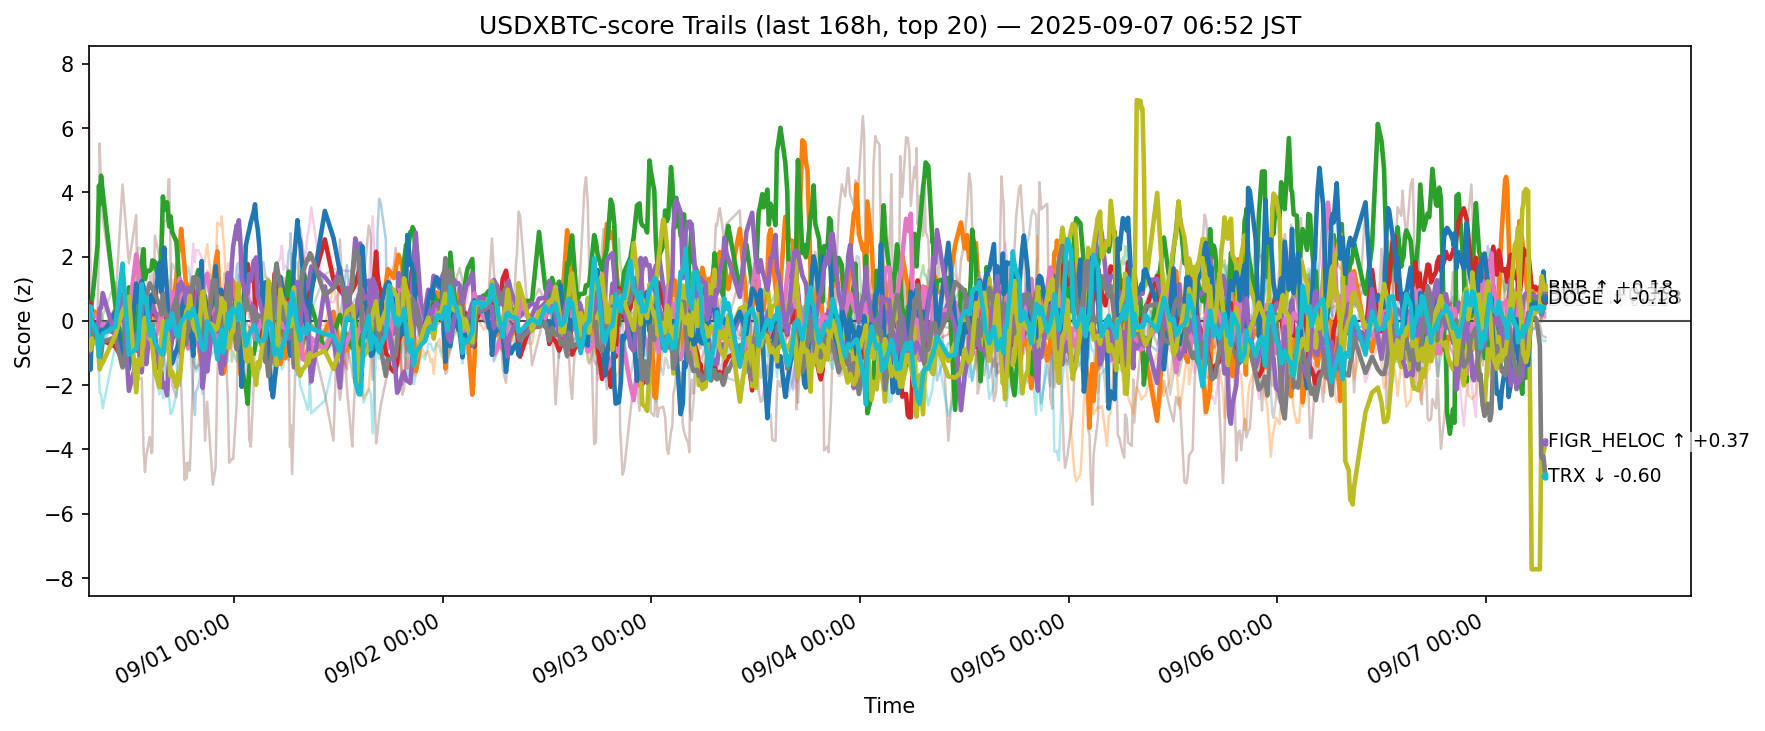 USDXBTC-score Trails (last 168h, top 20) — 2025-09-07 06:52 JST
Score (z)
8
6
4
2
0
−2
−4
−6
−8
BNB ↑ +0.18
DOGE ↓ -0.18
FIGR_HELOC ↑ +0.37
TRX ↓ -0.60
09/01 00:00
09/02 00:00
09/03 00:00
09/04 00:00
09/05 00:00
09/06 00:00
09/07 00:00
Time